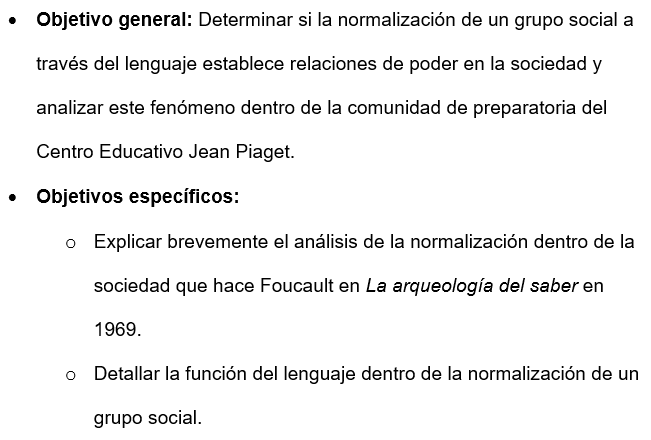 • Objetivo general: Determinar si la normalización de un grupo social a
través del lenguaje establece relaciones de poder en la sociedad y
analizar este fenómeno dentro de la comunidad de preparatoria del
Centro Educativo Jean Piaget.
• Objetivos específicos:
o Explicar brevemente el análisis de la normalización dentro de la
sociedad que hace Foucault en La arqueología del saber en
1969.
o Detallar la función del lenguaje dentro de la normalización de un
grupo social.